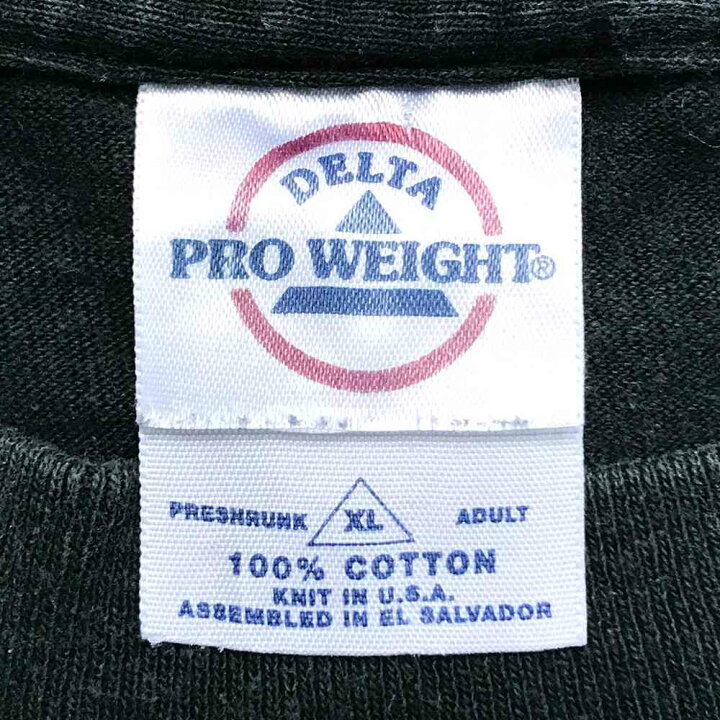 DELTA
PRO WEIGHT®
PRESHRUNK XL ADULT
100% COTTON
KNIT IN U.S.A.
ASSEMBLED IN EL SALVADOR